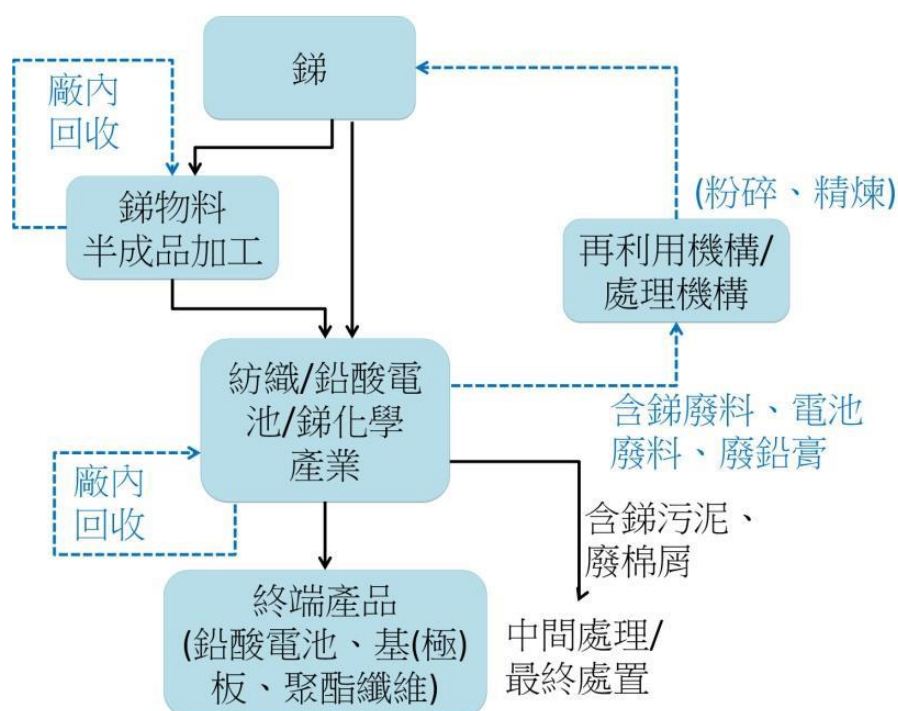 銻
廠內
回收
(粉碎、精煉)
銻物料
半成品加工
再利用機構/
處理機構
紡織/鉛酸電
池/銻化學
產業
含銻廢料、電池
廢料、廢鉛膏
廠內
回收
含銻污泥、
廢棉屑
終端產品
(鉛酸電池、基(極)
板、聚酯纖維)
中間處理/
最終處置